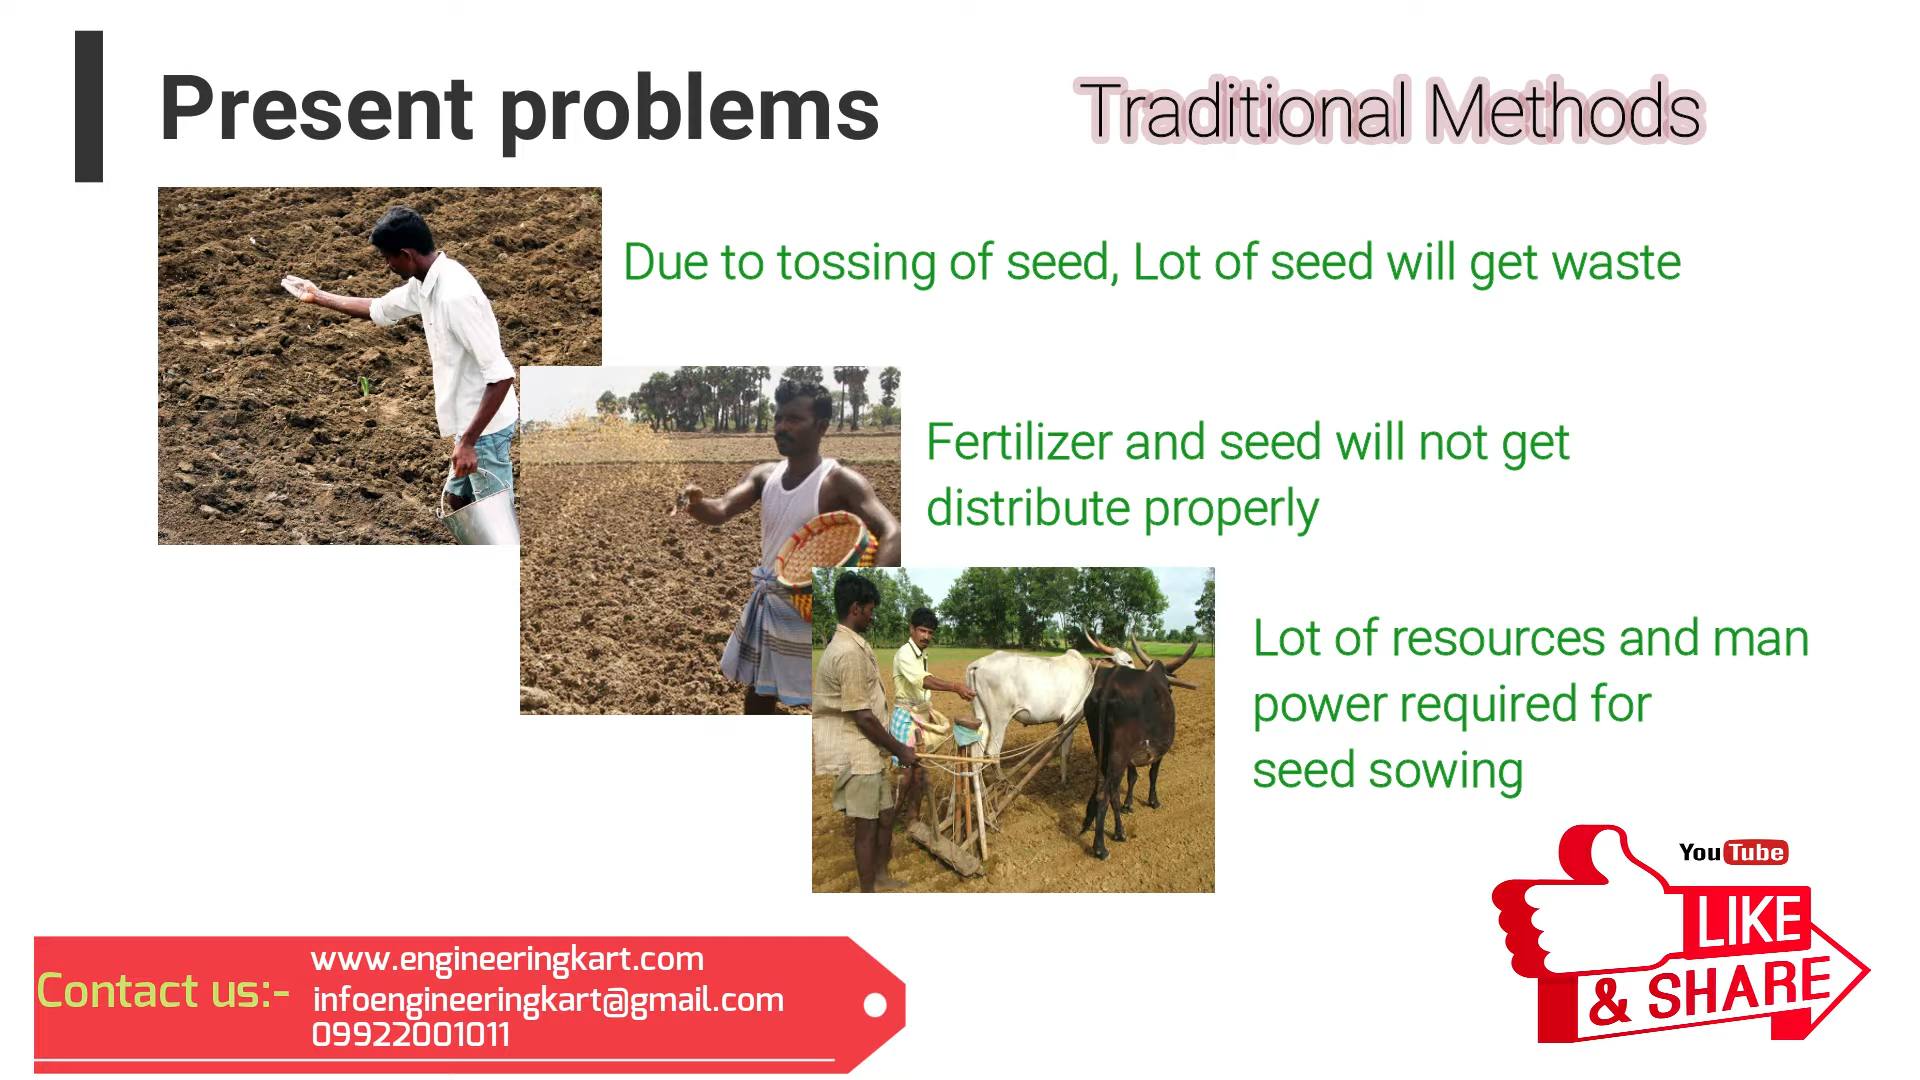 Present problems
Traditional Methods
Due to tossing of seed, Lot of seed will get waste
Fertilizer and seed will not get
distribute properly
Lot of resources and man
power required for
seed sowing
YouTube
LIKE
& SHARE
Contact us:-
www.engineeringkart.com
infoengineeringkart@gmail.com
09922001011